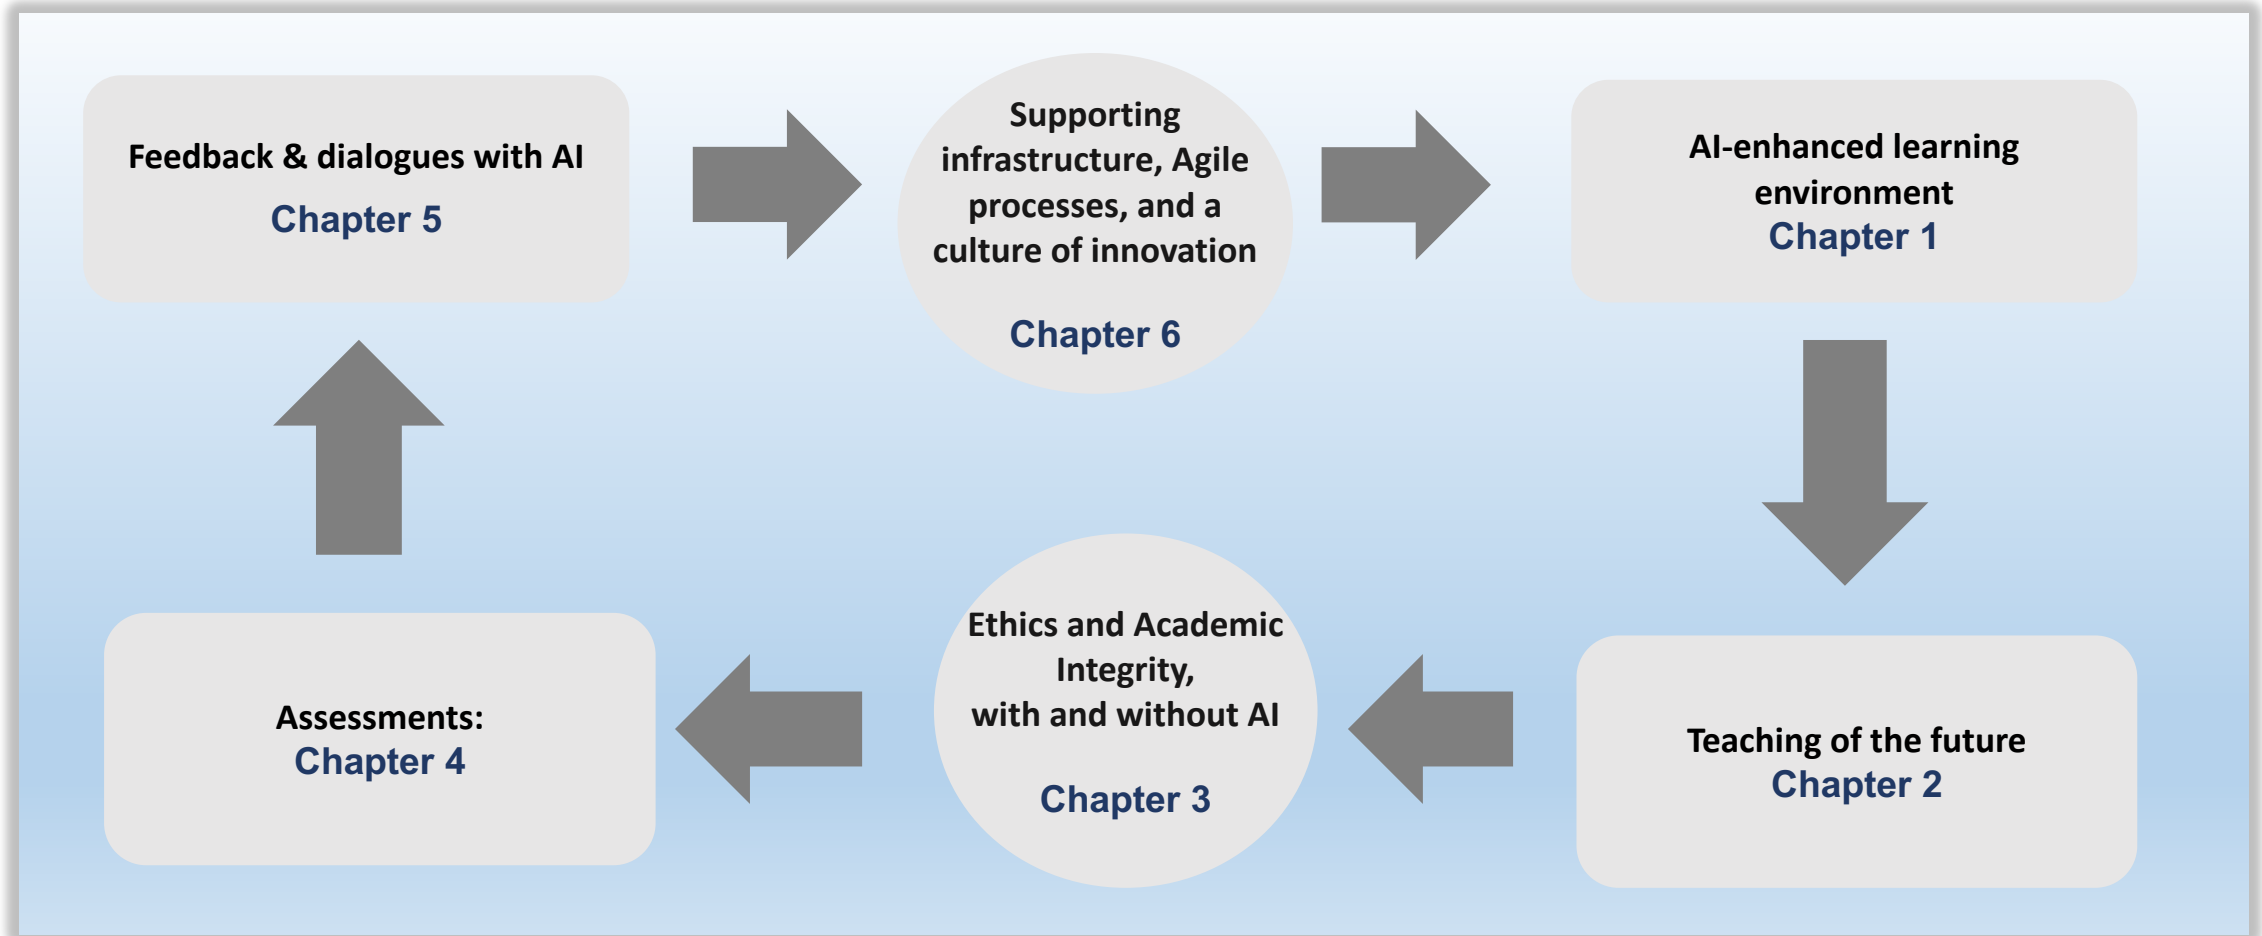 Feedback & dialogues with AI
Chapter 5
Supporting
infrastructure, Agile
processes, and a
culture of innovation
Chapter 6
AI-enhanced learning
environment
Chapter 1
Assessments:
Chapter 4
Ethics and Academic
Integrity,
with and without AI
Chapter 3
Teaching of the future
Chapter 2